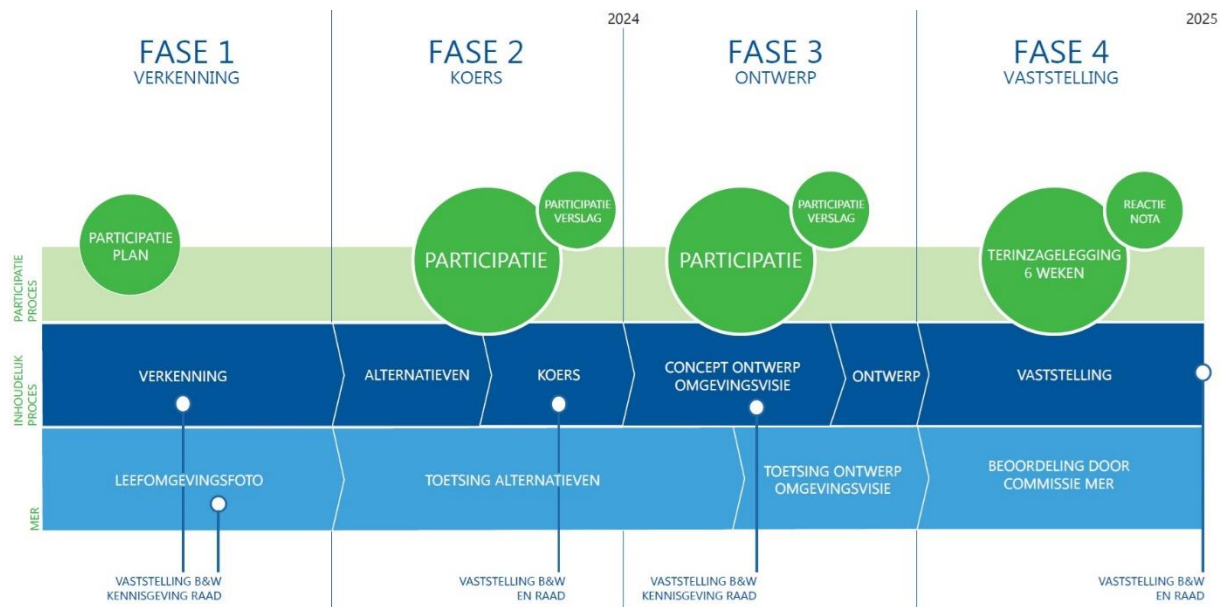 2024
2025
FASE 1
VERKENNING
FASE 2
KOERS
FASE 3
ONTWERP
FASE 4
VASTSTELLING
PARTICIPATIE
PROCES
PARTICIPATIE
PLAN
PARTICIPATIE
PARTICIPATIE
VERSLAG
PARTICIPATIE
PARTICIPATIE
VERSLAG
TERINZAGELEGGING
6 WEKEN
REACTIE
NOTA
INHOUDELIJK
PROCES
VERKENNING
ALTERNATIEVEN
KOERS
CONCEPT ONTWERP
OMGEVINGSVISIE
ONTWERP
VASTSTELLING
MER
LEEFOMGEVINGSFOTO
TOETSING ALTERNATIEVEN
TOETSING ONTWERP
OMGEVINGSVISIE
BEOORDELING DOOR
COMMISSIE MER
VASTSTELLING B&W
KENNISGEVING RAAD
VASTSTELLING B&W
EN RAAD
VASTSTELLING B&W
KENNISGEVING RAAD
VASTSTELLING B&W
EN RAAD